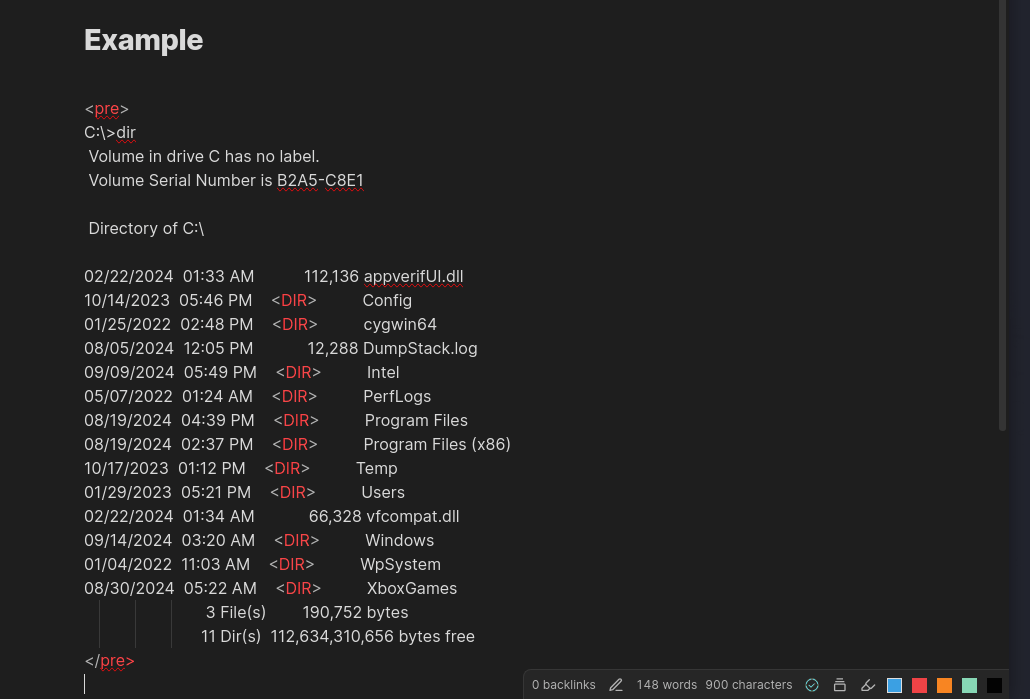 Example
<pre>
C:\>dir
 Volume in drive C has no label.
 Volume Serial Number is B2A5-C8E1
 Directory of C:\
02/22/2024  01:33 AM           112,136 appverifUI.dll
10/14/2023  05:46 PM    <DIR>          Config
01/25/2022  02:48 PM    <DIR>          cygwin64
08/05/2024  12:05 PM            12,288 DumpStack.log
09/09/2024  05:49 PM    <DIR>          Intel
05/07/2022  01:24 AM    <DIR>          PerfLogs
08/19/2024  04:39 PM    <DIR>          Program Files
08/19/2024  02:37 PM    <DIR>          Program Files (x86)
10/17/2023  01:12 PM    <DIR>          Temp
01/29/2023  05:21 PM    <DIR>          Users
02/22/2024  01:34 AM            66,328 vfcompat.dll
09/14/2024  03:20 AM    <DIR>          Windows
01/04/2022  11:03 AM    <DIR>          WpSystem
08/30/2024  05:22 AM    <DIR>          XboxGames
               3 File(s)        190,752 bytes
              11 Dir(s)  112,634,310,656 bytes free
</pre>
0 backlinks 148 words 900 characters